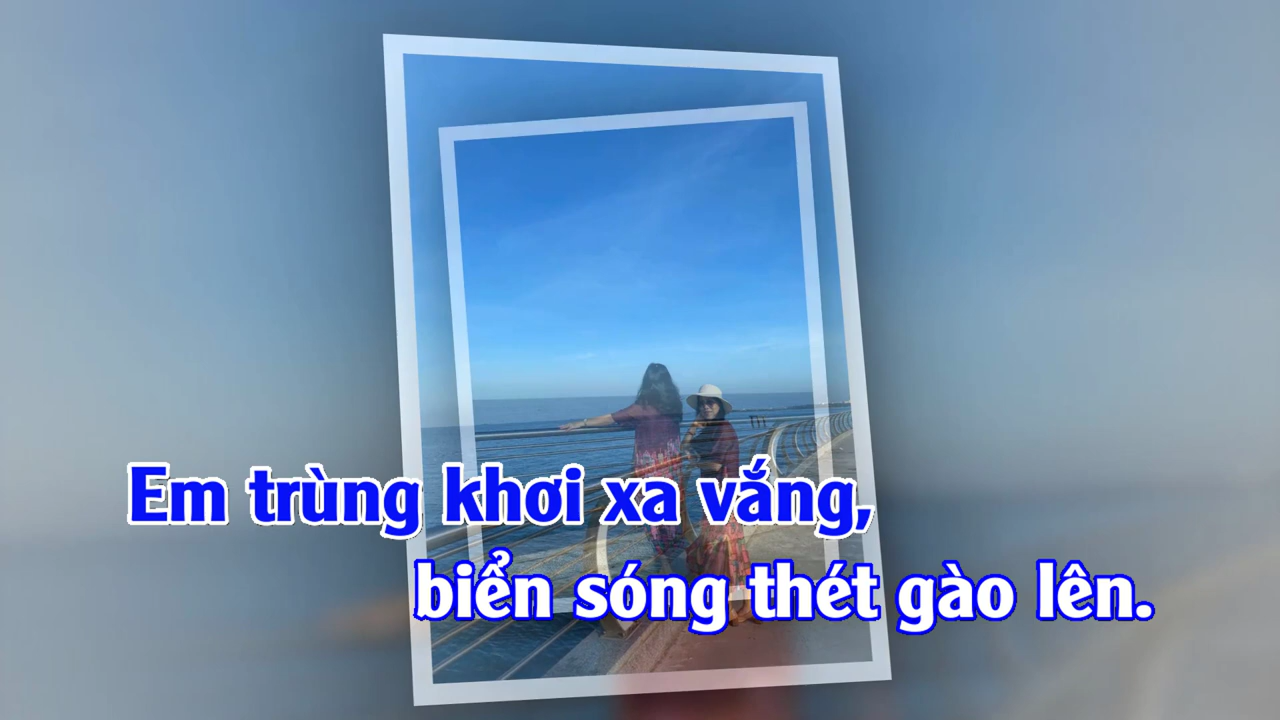 Em trùng khơi xa vắng,
biển sóng thét gào lên.